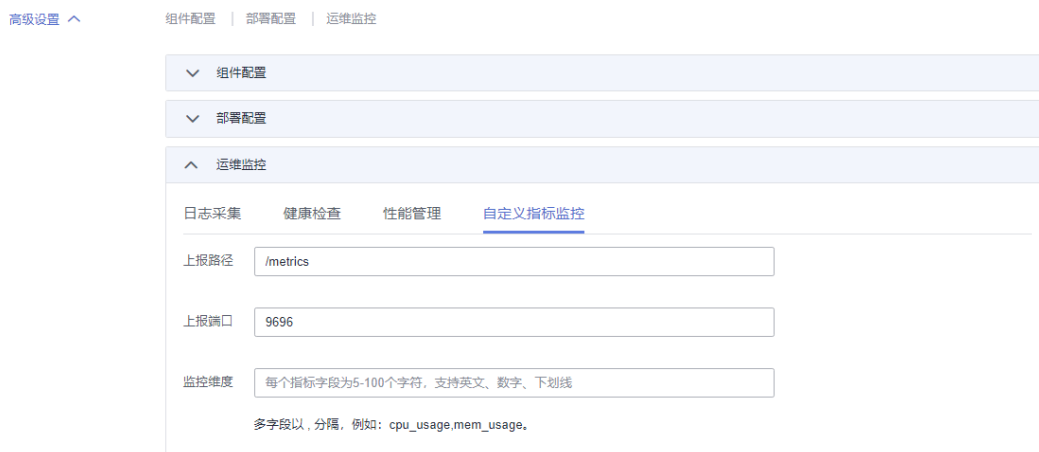 高级设置
组件配置 | 部署配置 | 运维监控
组件配置
部署配置
运维监控
日志采集 健康检查 性能管理 自定义指标监控
上报路径 /metrics
上报端口 9696
监控维度 每个指标字段为5-100个字符，支持英文、数字、下划线
多字段以 , 分隔，例如：cpu_usage,mem_usage。